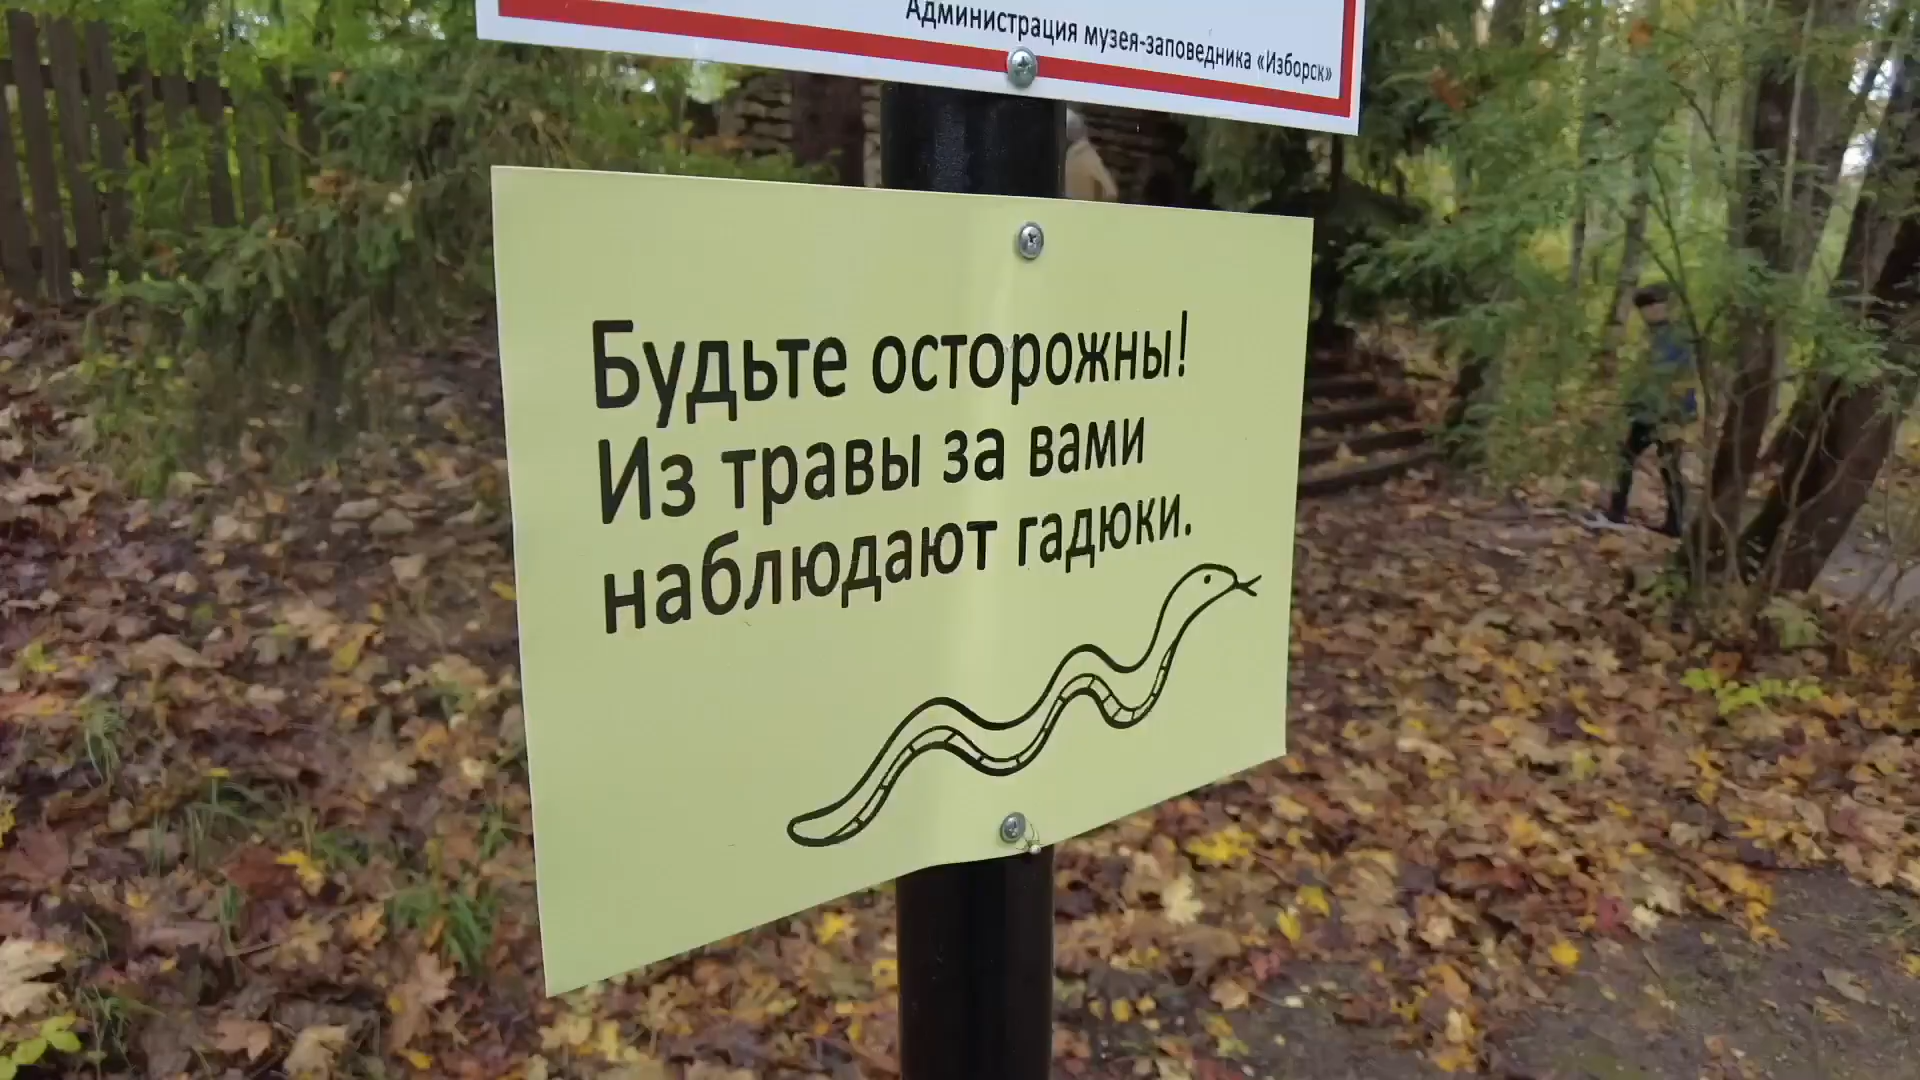 Администрация музея-заповедника «Изборск»
Будьте осторожны!
Из травы за вами
наблюдают гадюки.